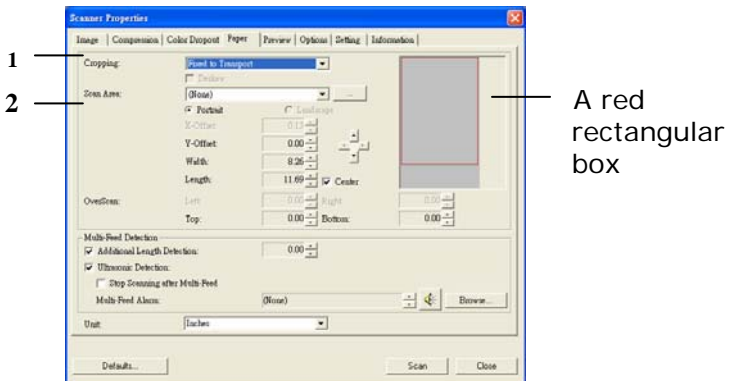 Scanner Properties
Image Compression Color Dropout Paper Preview Options Setting Information
1 Cropping: Fixed to Transport
Deskew
2 Scan Area: (None) ...
Portrait Landscape
X-Offset: 0.13
Y-Offset: 0.00
Width: 8.26
Length: 11.69 Center
OverScan: Left: 0.00 Right: 0.00
Top: 0.00 Bottom: 0.00
Multi-Feed Detection
Additional Length Detection: 0.00
Ultrasonic Detection:
Stop Scanning after Multi-Feed
Multi-Feed Alarm: (None) Browse...
Unit: Inches
Defaults... Scan Close
A red
rectangular
box